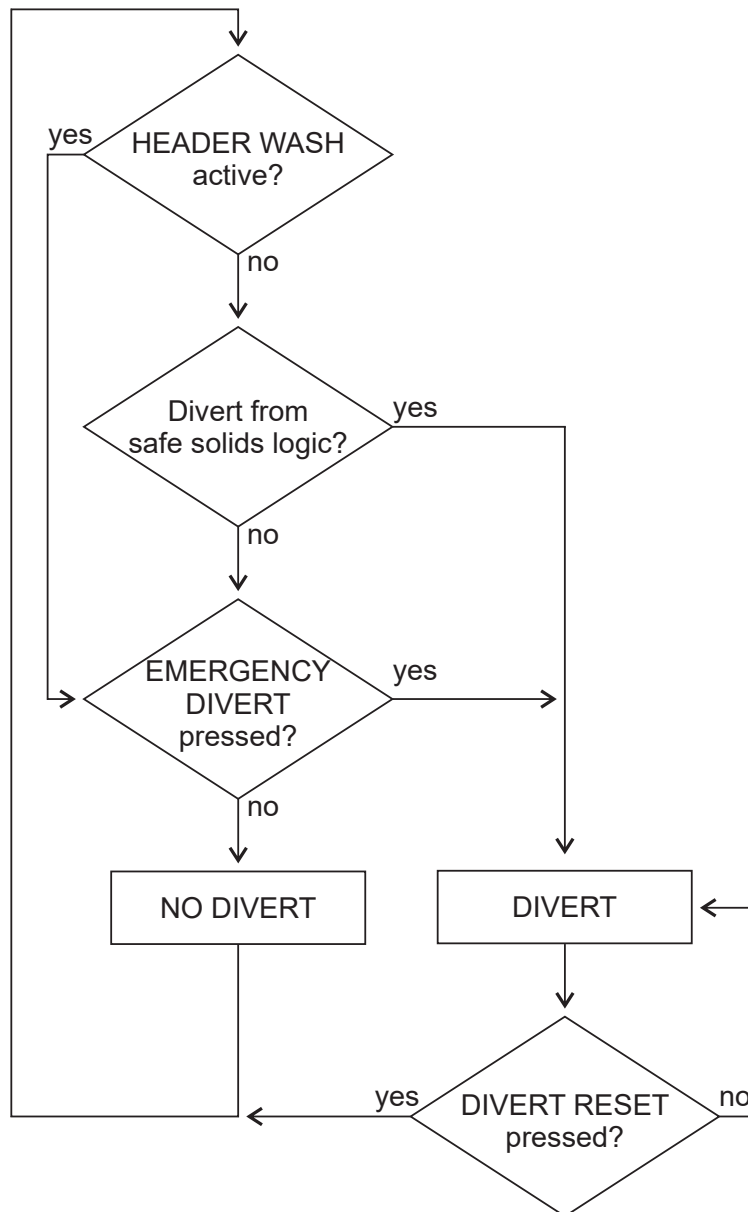 yes
HEADER WASH
active?
no
Divert from
safe solids logic?
yes
no
EMERGENCY
DIVERT
pressed?
yes
no
NO DIVERT
DIVERT
yes
DIVERT RESET
pressed?
no